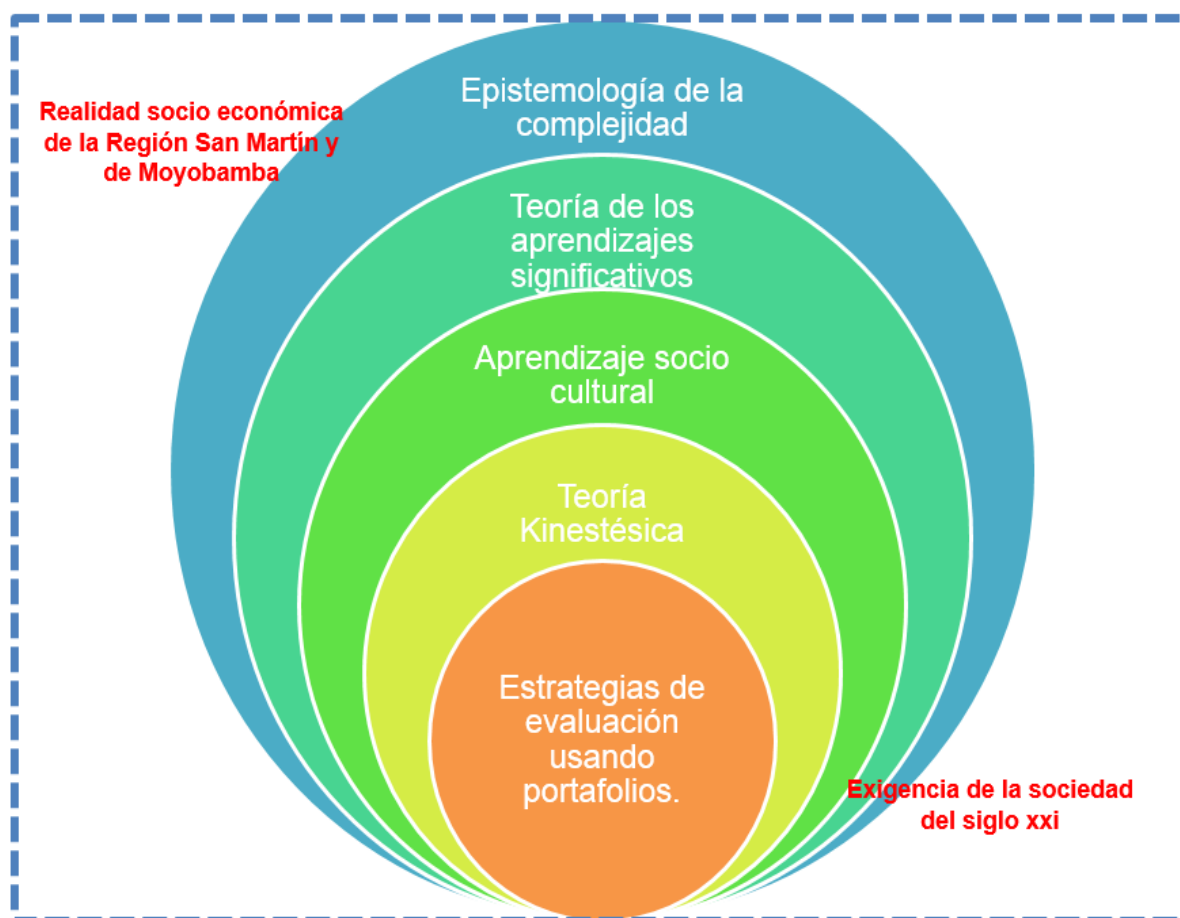 Realidad socio económica
de la Región San Martín y
de Moyobamba
Epistemología de la
complejidad
Teoría de los
aprendizajes
significativos
Aprendizaje socio
cultural
Teoría
Kinestésica
Estrategias de
evaluación
usando
portafolios.
Exigencia de la sociedad
del siglo xxi